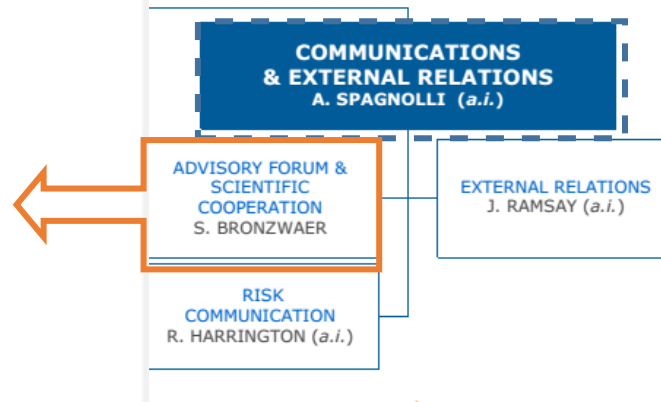 COMMUNICATIONS
& EXTERNAL RELATIONS
A. SPAGNOLLI (a.i.)
ADVISORY FORUM &
SCIENTIFIC
COOPERATION
S. BRONZWAER
EXTERNAL RELATIONS
J. RAMSAY (a.i.)
RISK
COMMUNICATION
R. HARRINGTON (a.i.)